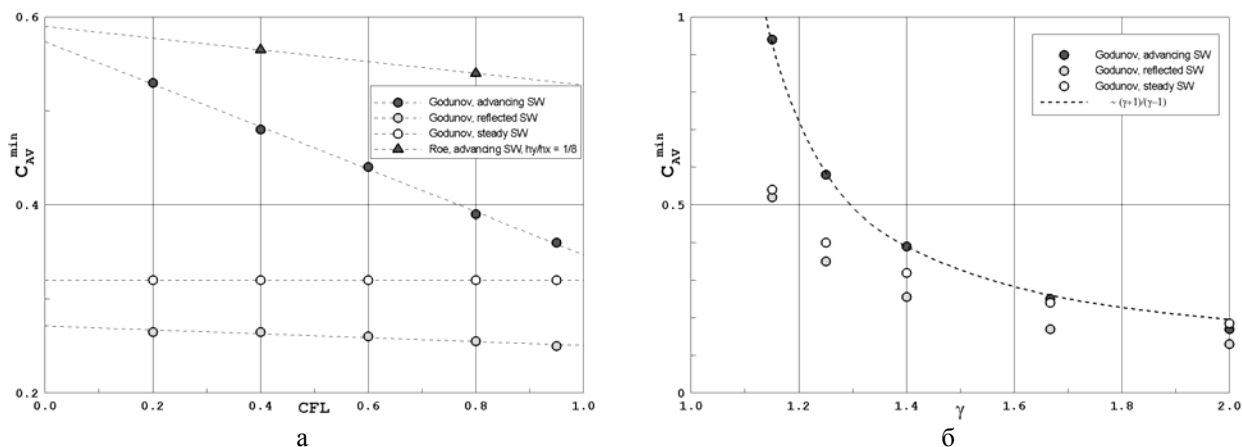 0.6
0.4
0.2
C_AV^min
0.0
0.2
0.4
0.6
0.8
1.0
CFL
Godunov, advancing SW
Godunov, reflected SW
Godunov, steady SW
Roe, advancing SW, hy/hx = 1/8
а
1
0.5
0
C_AV^min
1.0
1.2
1.4
1.6
1.8
2.0
γ
Godunov, advancing SW
Godunov, reflected SW
Godunov, steady SW
~ (γ+1)/(γ−1)
б